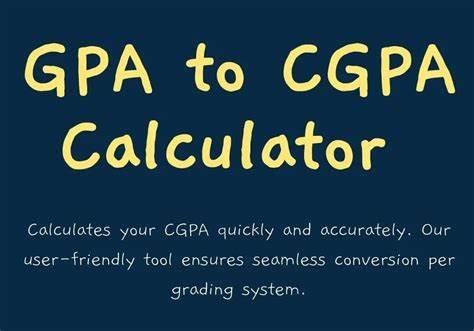 GPA to CGPA
Calculator
Calculates your CGPA quickly and accurately. Our
user-friendly tool ensures seamless conversion per
grading system.